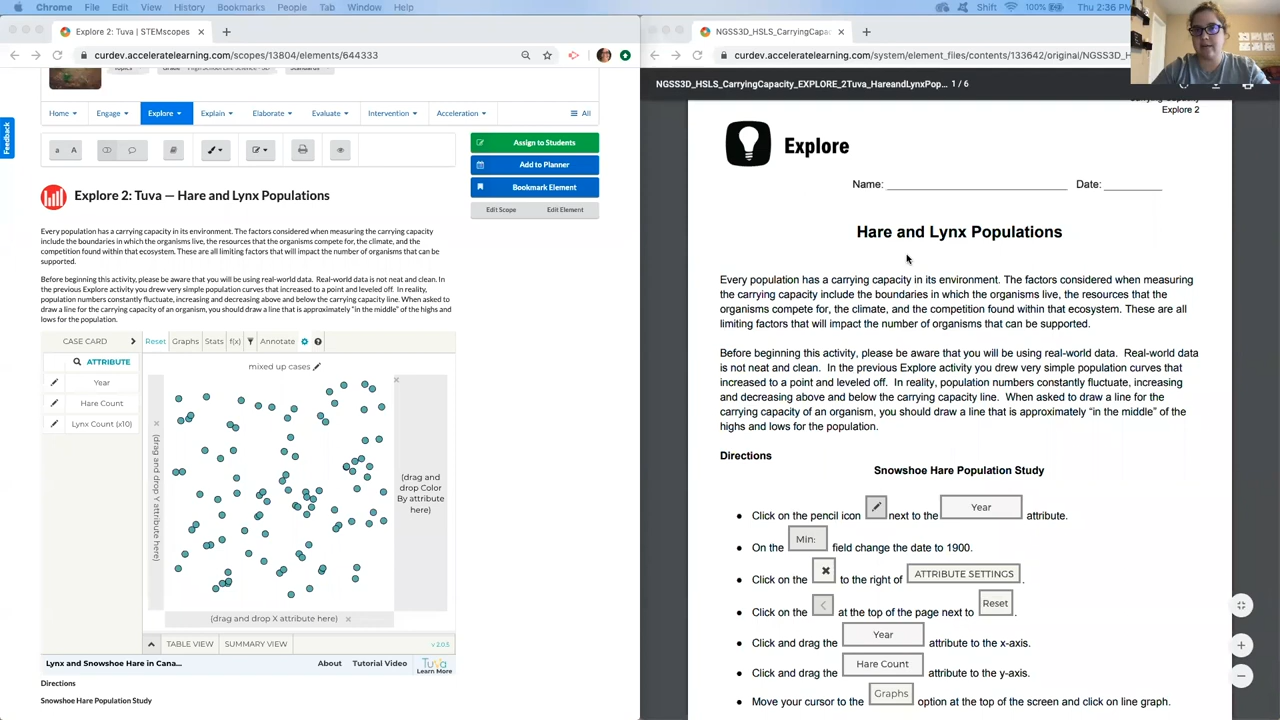 Chrome File Edit View History Bookmarks People Tab Window Help
Shift 100% Thu 2:36 PM
Explore 2: Tuva | STEMscopes
curdev.acceleratelearning.com/scopes/13804/elements/644333
Feedback
Home Engage Explore Explain Elaborate Evaluate Intervention Acceleration All
a A
Assign to Students
Add to Planner
Bookmark Element
Edit Scope Edit Element
Explore 2: Tuva — Hare and Lynx Populations
Every population has a carrying capacity in its environment. The factors considered when measuring the carrying capacity
include the boundaries in which the organisms live, the resources that the organisms compete for, the climate, and the
competition found within that ecosystem. These are all limiting factors that will impact the number of organisms that can be
supported.
Before beginning this activity, please be aware that you will be using real-world data. Real-world data is not neat and clean. In
the previous Explore activity you drew very simple population curves that increased to a point and leveled off. In reality,
population numbers constantly fluctuate, increasing and decreasing above and below the carrying capacity line. When asked to
draw a line for the carrying capacity of an organism, you should draw a line that is approximately "in the middle" of the highs and
lows for the population.
CASE CARD
Reset Graphs Stats f(x) Annotate
ATTRIBUTE
Year
Hare Count
Lynx Count (x10)
mixed up cases
(drag and drop Y attribute here)
(drag and
drop Color
By attribute
here)
(drag and drop X attribute here)
TABLE VIEW SUMMARY VIEW
v 2.0.5
Lynx and Snowshoe Hare in Cana...
About Tutorial Video
Tuva
Learn More
Directions
Snowshoe Hare Population Study
NGSS3D_HSLS_CarryingCapa
curdev.acceleratelearning.com/system/element_files/contents/133642/original/NGSS3D_H
NGSS3D_HSLS_CarryingCapacity_EXPLORE_2Tuva_HareandLynxPop... 1 / 6
Explore 2
Explore
Name: Date:
Hare and Lynx Populations
Every population has a carrying capacity in its environment. The factors considered when measuring
the carrying capacity include the boundaries in which the organisms live, the resources that the
organisms compete for, the climate, and the competition found within that ecosystem. These are all
limiting factors that will impact the number of organisms that can be supported.
Before beginning this activity, please be aware that you will be using real-world data. Real-world data
is not neat and clean. In the previous Explore activity you drew very simple population curves that
increased to a point and leveled off. In reality, population numbers constantly fluctuate, increasing
and decreasing above and below the carrying capacity line. When asked to draw a line for the
carrying capacity of an organism, you should draw a line that is approximately "in the middle" of the
highs and lows for the population.
Directions
Snowshoe Hare Population Study
• Click on the pencil icon next to the Year attribute.
• On the Min: field change the date to 1900.
• Click on the ✖ to the right of ATTRIBUTE SETTINGS.
• Click on the < at the top of the page next to Reset.
• Click and drag the Year attribute to the x-axis.
• Click and drag the Hare Count attribute to the y-axis.
• Move your cursor to the Graphs option at the top of the screen and click on line graph.